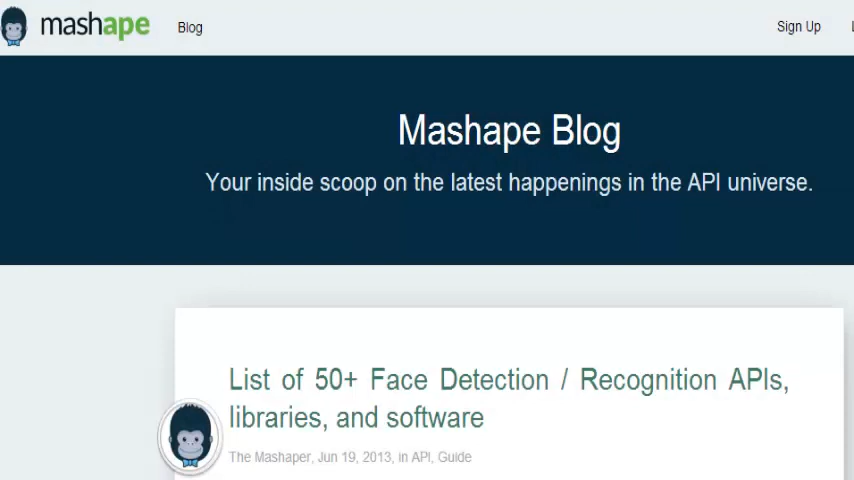 mashape Blog Sign Up
Mashape Blog
Your inside scoop on the latest happenings in the API universe.
List of 50+ Face Detection / Recognition APIs,
libraries, and software
The Mashaper, Jun 19, 2013, in API, Guide